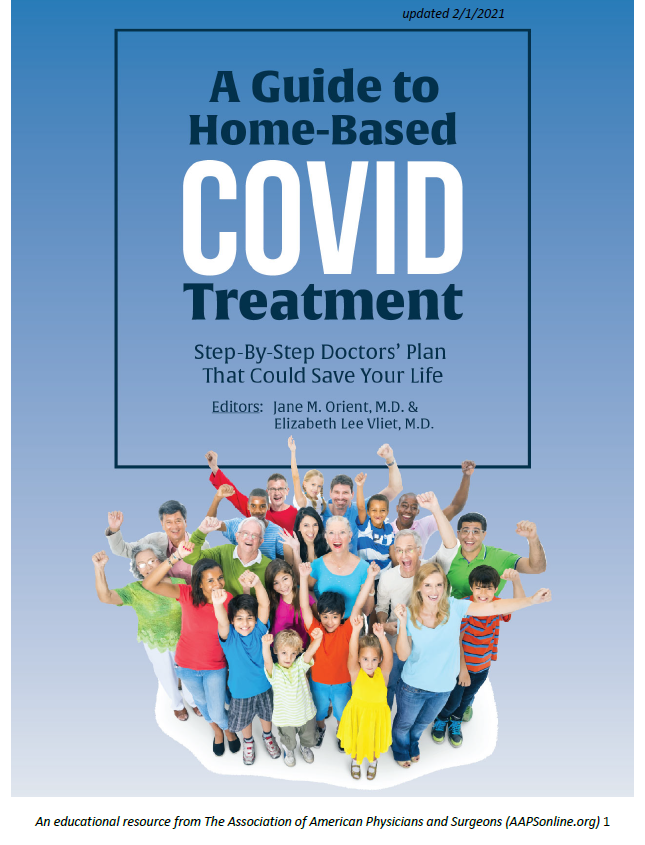 updated 2/1/2021
A Guide to
Home-Based
COVID
Treatment
Step-By-Step Doctors’ Plan
That Could Save Your Life
Editors: Jane M. Orient, M.D. &
Elizabeth Lee Vliet, M.D.
An educational resource from The Association of American Physicians and Surgeons (AAPSonline.org) 1